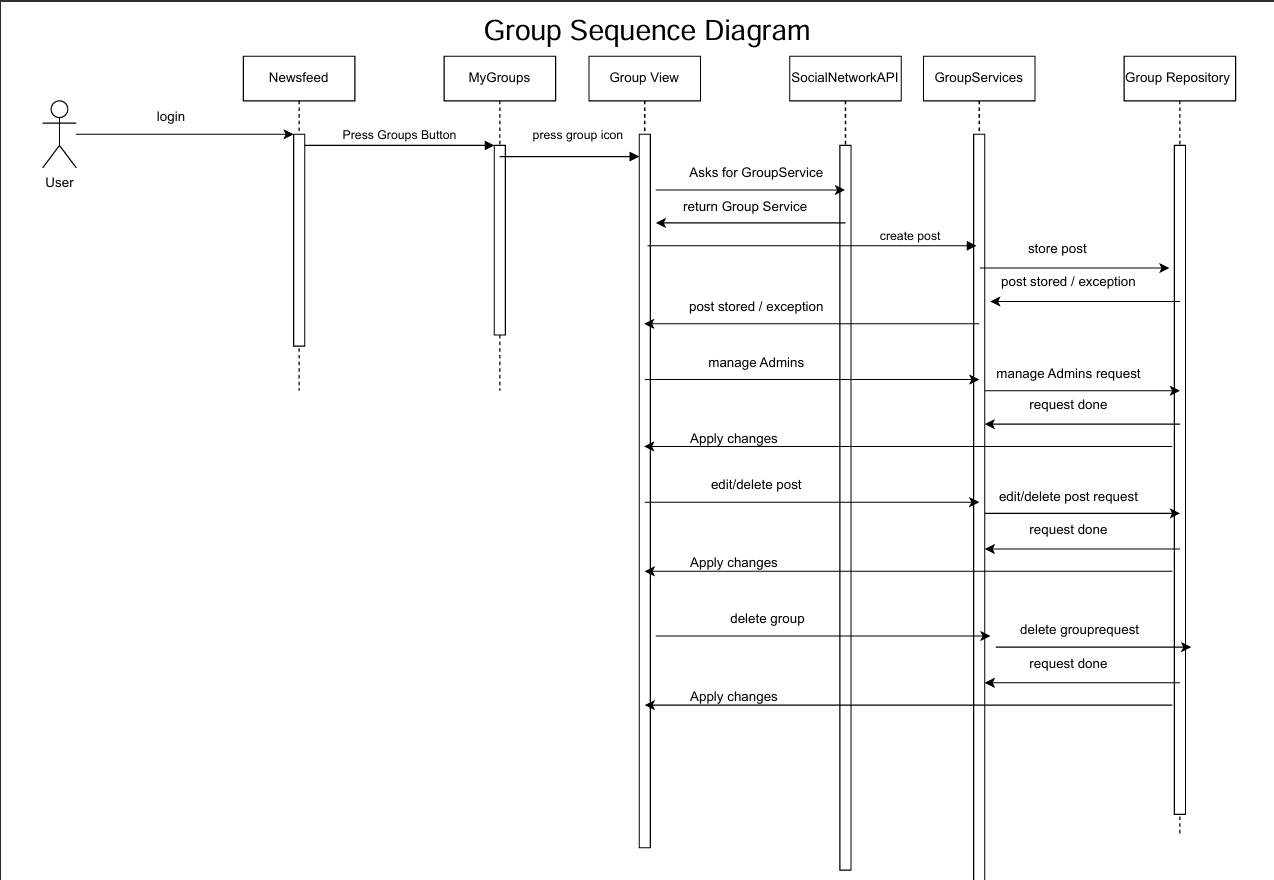 Group Sequence Diagram
Newsfeed
MyGroups
Group View
SocialNetworkAPI
GroupServices
Group Repository
login
Press Groups Button
press group icon
User
Asks for GroupService
return Group Service
create post
store post
post stored / exception
post stored / exception
manage Admins
manage Admins request
request done
Apply changes
edit/delete post
edit/delete post request
request done
Apply changes
delete group
delete grouprequest
request done
Apply changes